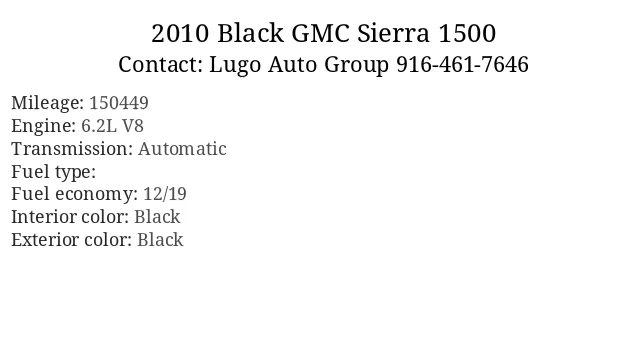 2010 Black GMC Sierra 1500
Contact: Lugo Auto Group 916-461-7646
Mileage: 150449
Engine: 6.2L V8
Transmission: Automatic
Fuel type:
Fuel economy: 12/19
Interior color: Black
Exterior color: Black